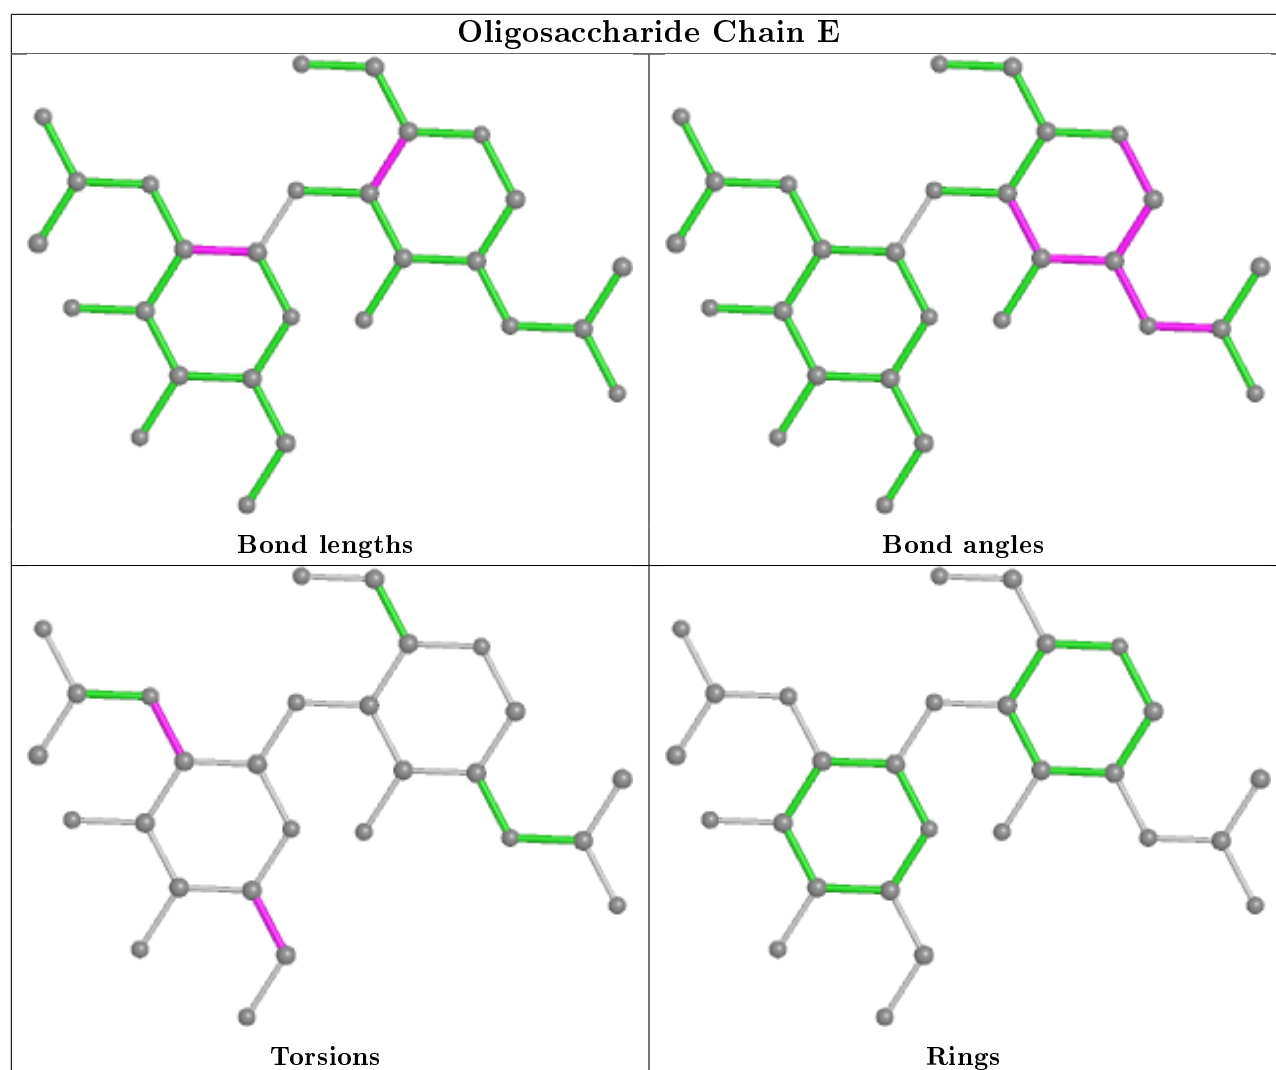 Oligosaccharide Chain E
Bond lengths
Bond angles
Torsions
Rings